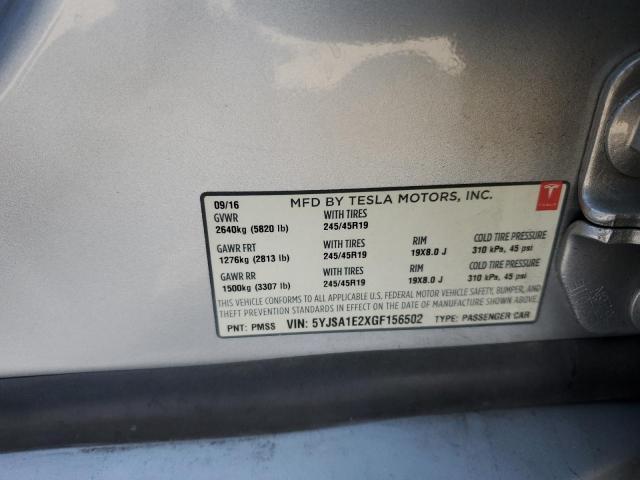 09/16 MFD BY TESLA MOTORS, INC.
GVWR WITH TIRES
2640kg (5820 lb) 245/45R19
GAWR FRT WITH TIRES RIM COLD TIRE PRESSURE
1276kg (2813 lb) 245/45R19 19X8.0 J 310 kPa, 45 psi
GAWR RR WITH TIRES RIM COLD TIRE PRESSURE
1500kg (3307 lb) 245/45R19 19X8.0 J 310 kPa, 45 psi
THIS VEHICLE CONFORMS TO ALL APPLICABLE U.S. FEDERAL MOTOR VEHICLE SAFETY, BUMPER, AND
THEFT PREVENTION STANDARDS IN EFFECT ON THE DATE OF MANUFACTURE SHOWN ABOVE.
PNT: PMSS VIN: 5YJSA1E2XGF156502 TYPE: PASSENGER CAR